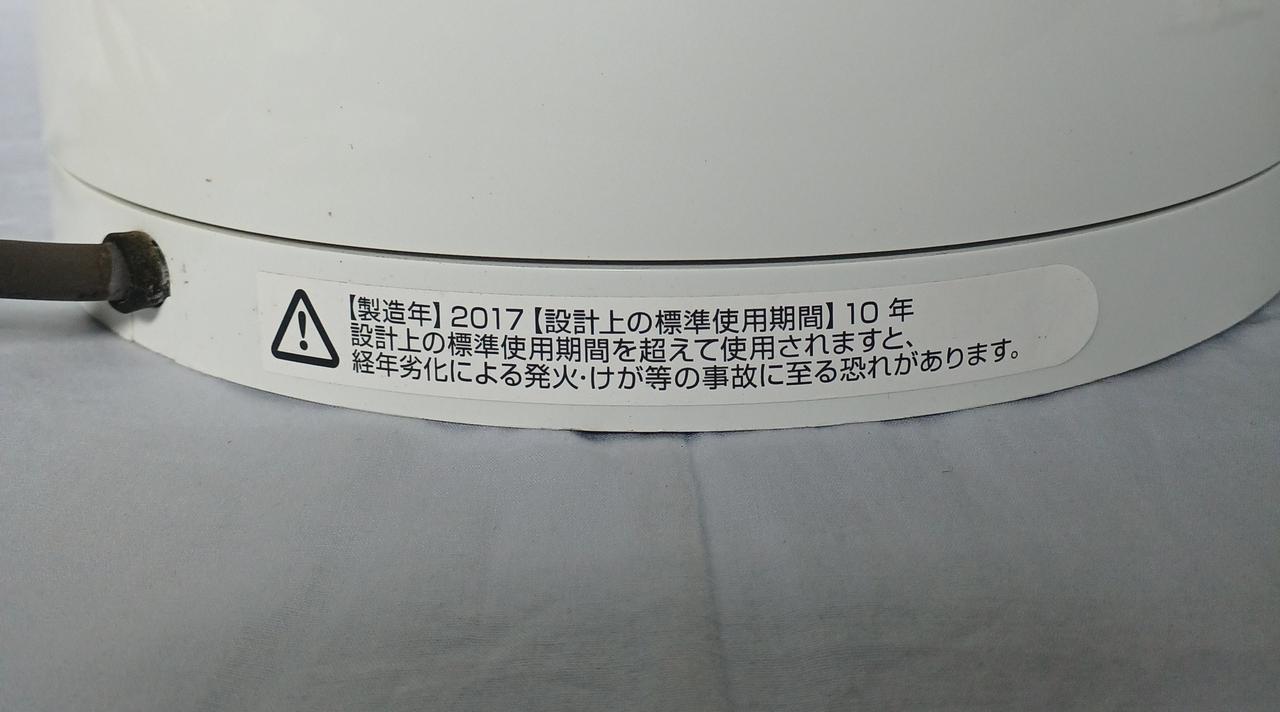 【製造年】2017【設計上の標準使用期間】10 年
設計上の標準使用期間を超えて使用されますと、
経年劣化による発火・けが等の事故に至る恐れがあります。